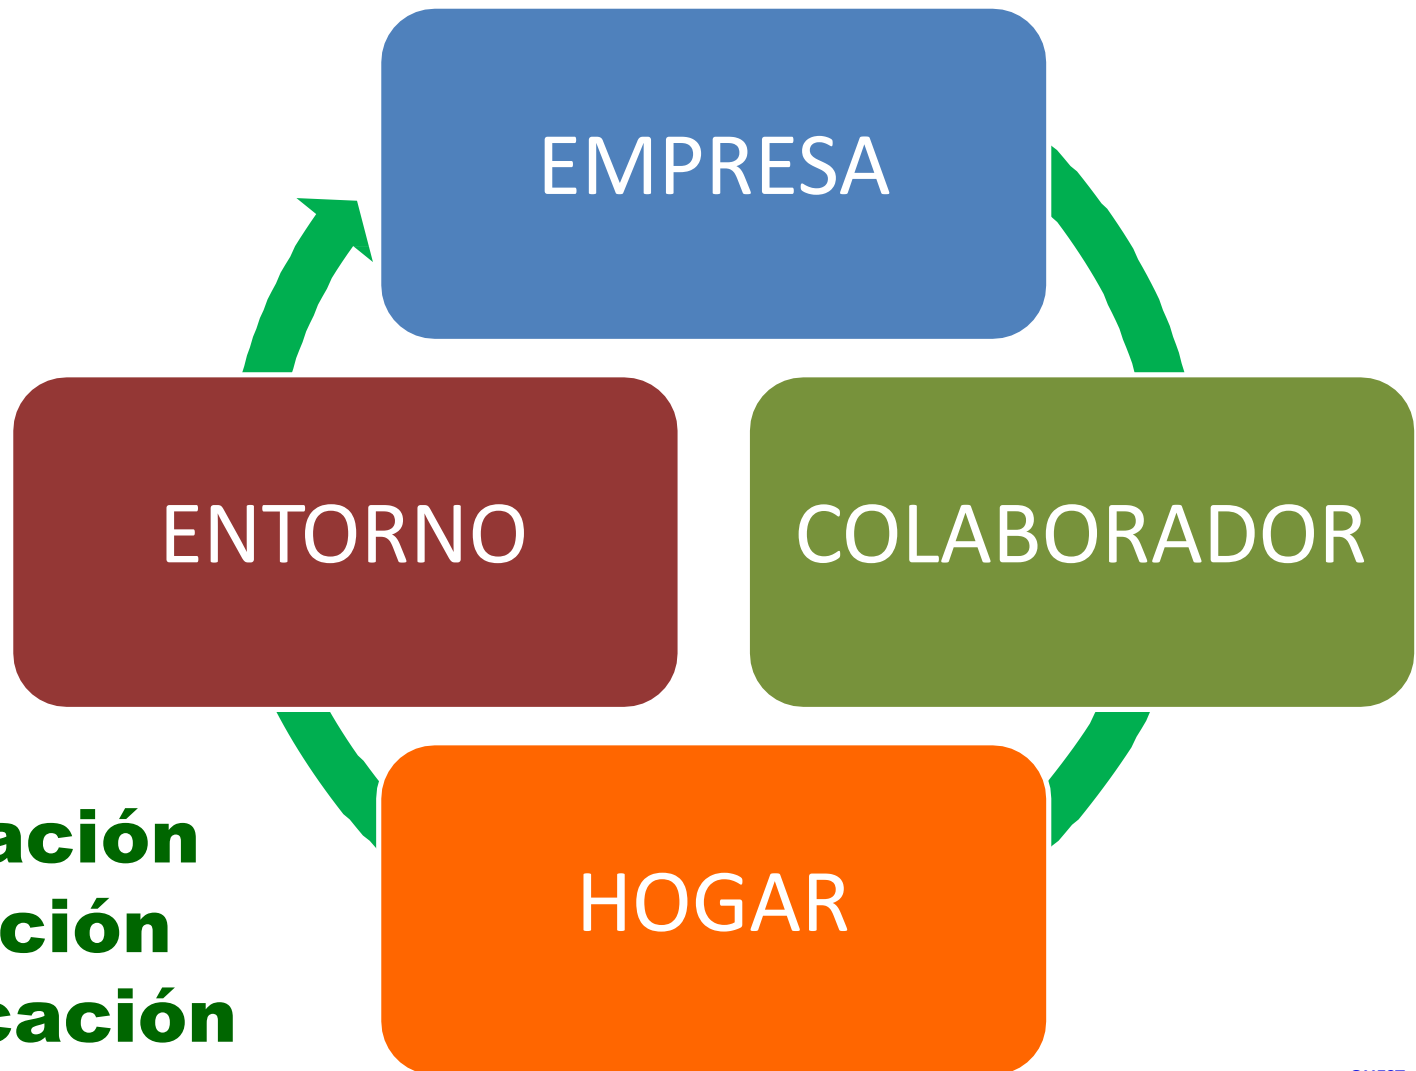 EMPRESA
ENTORNO
COLABORADOR
HOGAR
ación
ción
cación